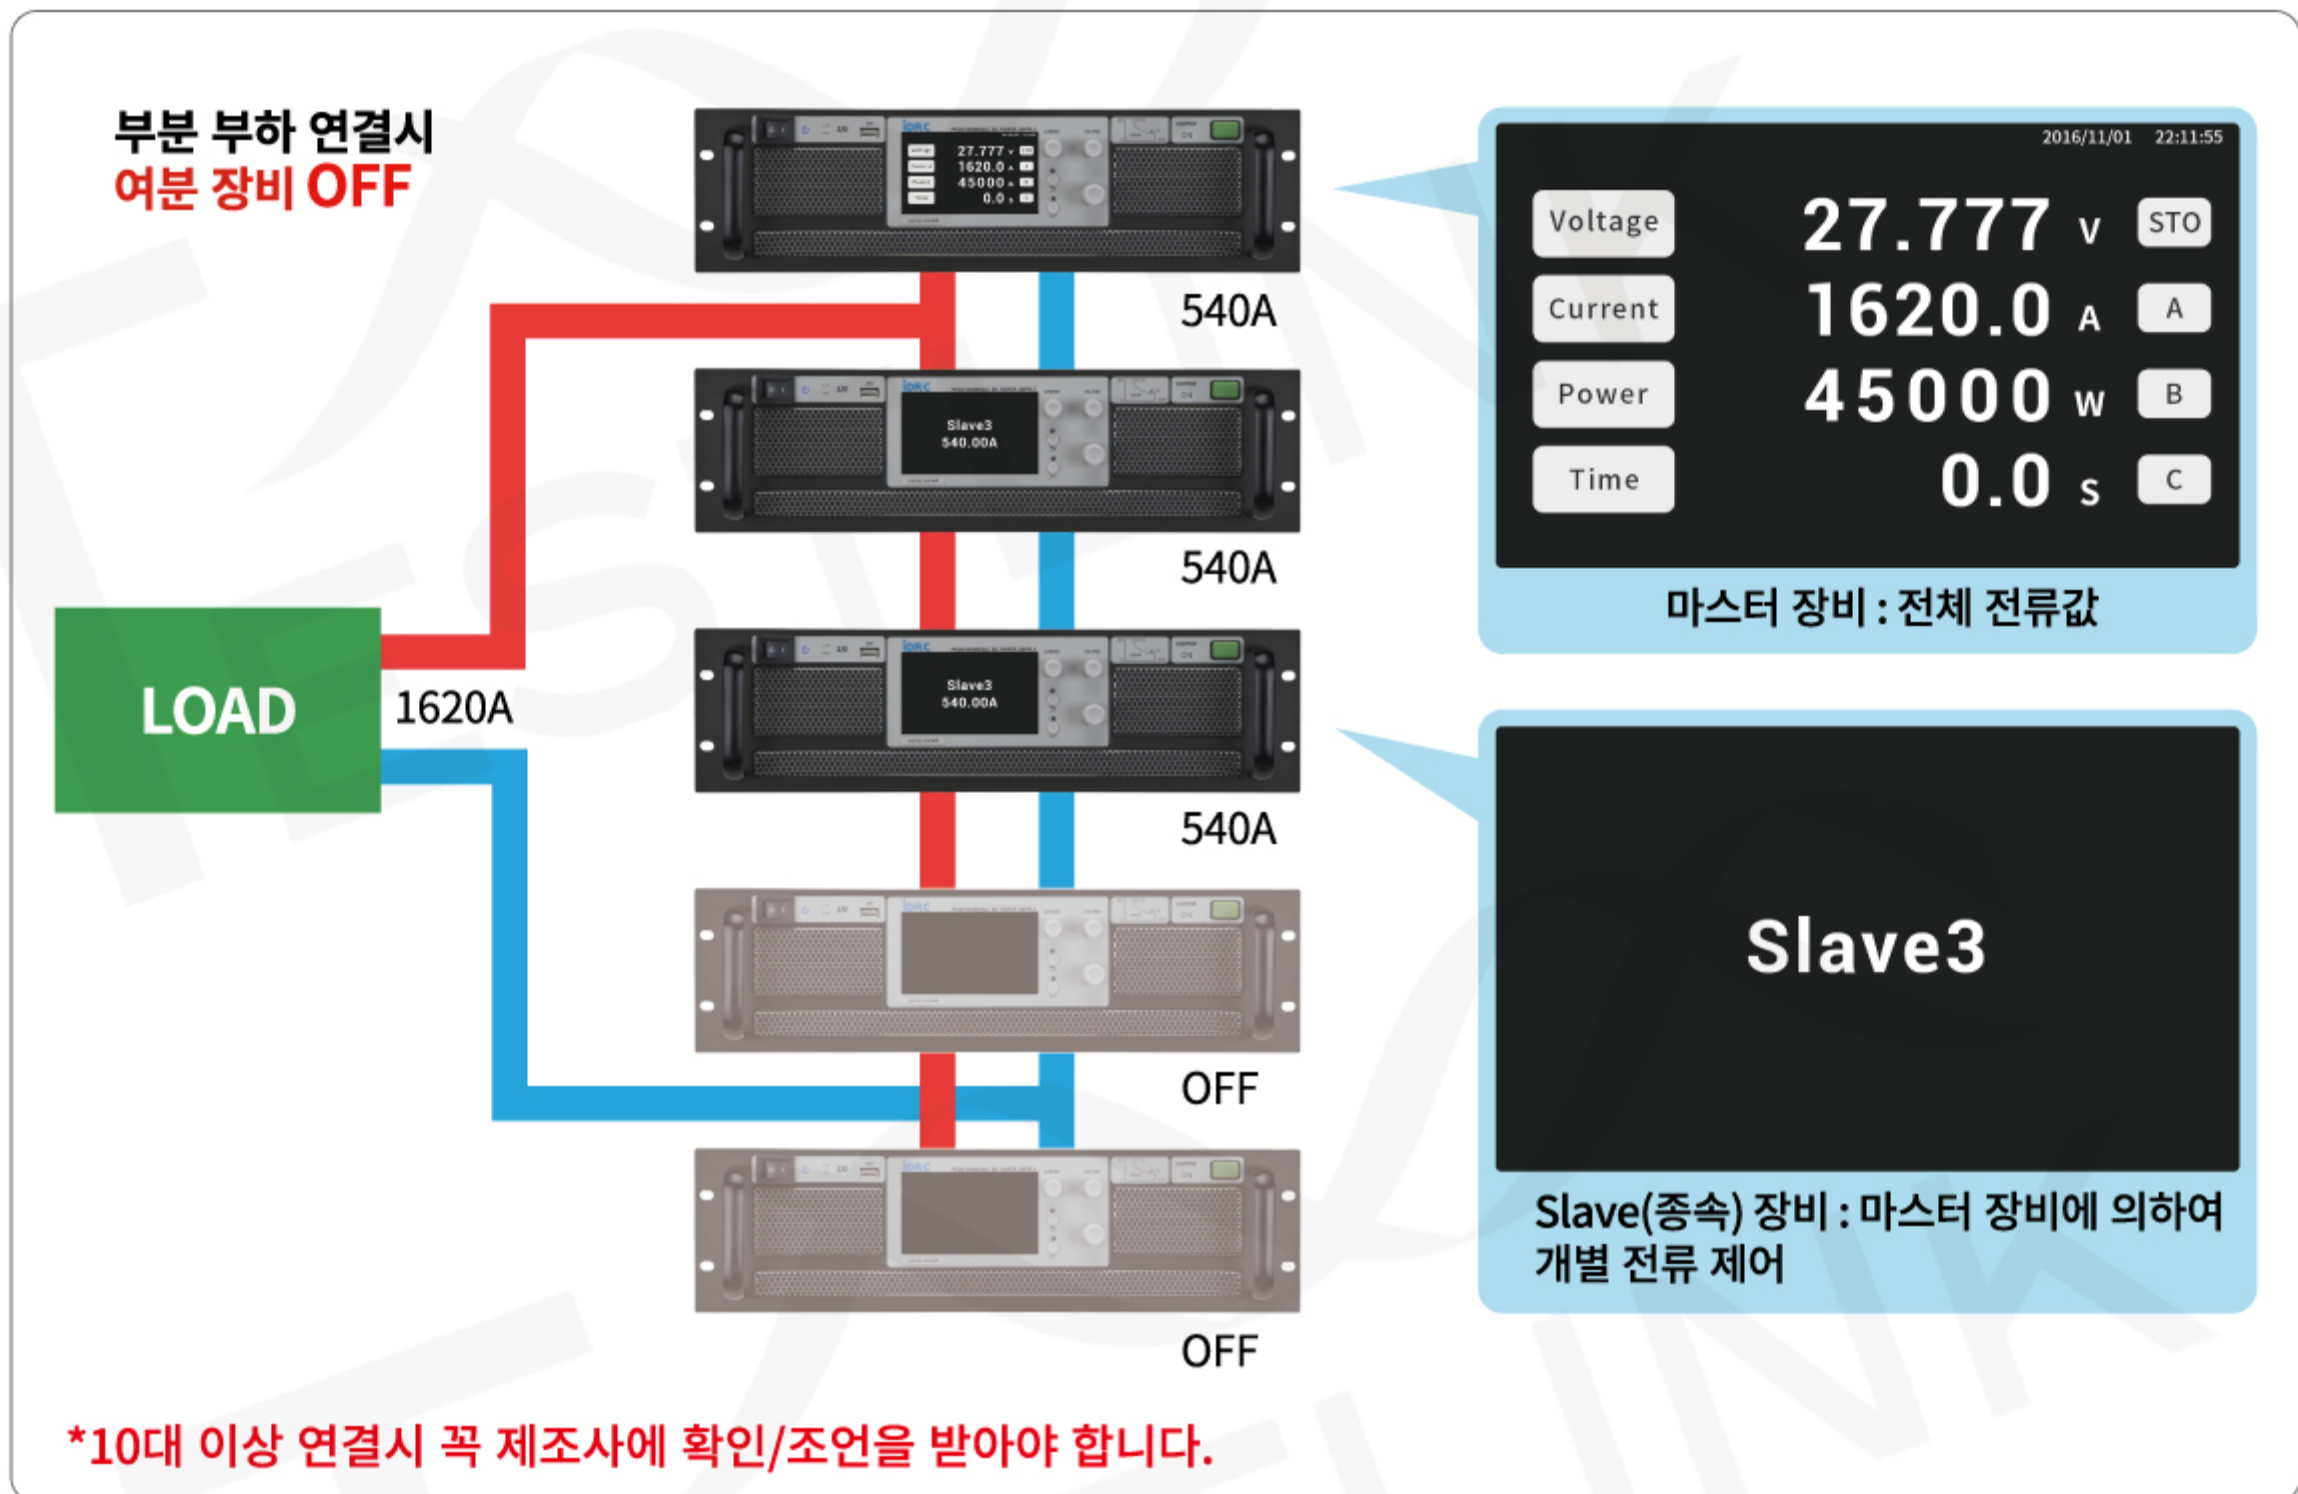 부분 부하 연결시
여분 장비 OFF
27.777 V
1620.0 A
45000 W
0.0 S
540A
Slave3
540.00A
540A
LOAD
1620A
Slave3
540.00A
540A
OFF
OFF
2016/11/01 22:11:55
Voltage 27.777 V STO
Current 1620.0 A A
Power 45000 W B
Time 0.0 S C
마스터 장비 : 전체 전류값
Slave3
Slave(종속) 장비 : 마스터 장비에 의하여
개별 전류 제어
*10대 이상 연결시 꼭 제조사에 확인/조언을 받아야 합니다.
TESTLINK